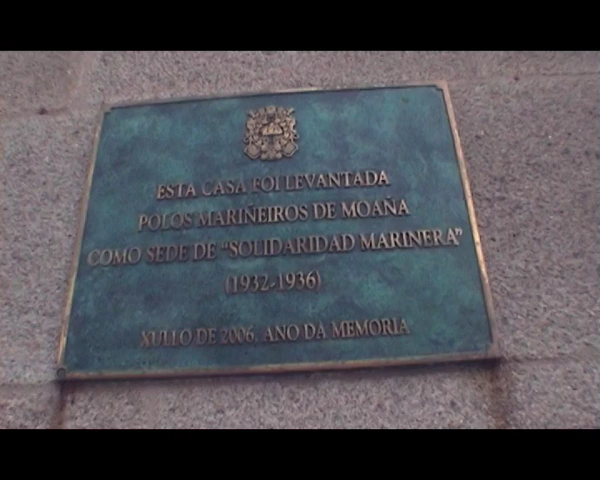 ESTA CASA FOI LEVANTADA
POLOS MARIÑEIROS DE MOAÑA
COMO SEDE DE "SOLIDARIDAD MARINERA"
(1932-1936)
XULLO DE 2006, ANO DA MEMORIA